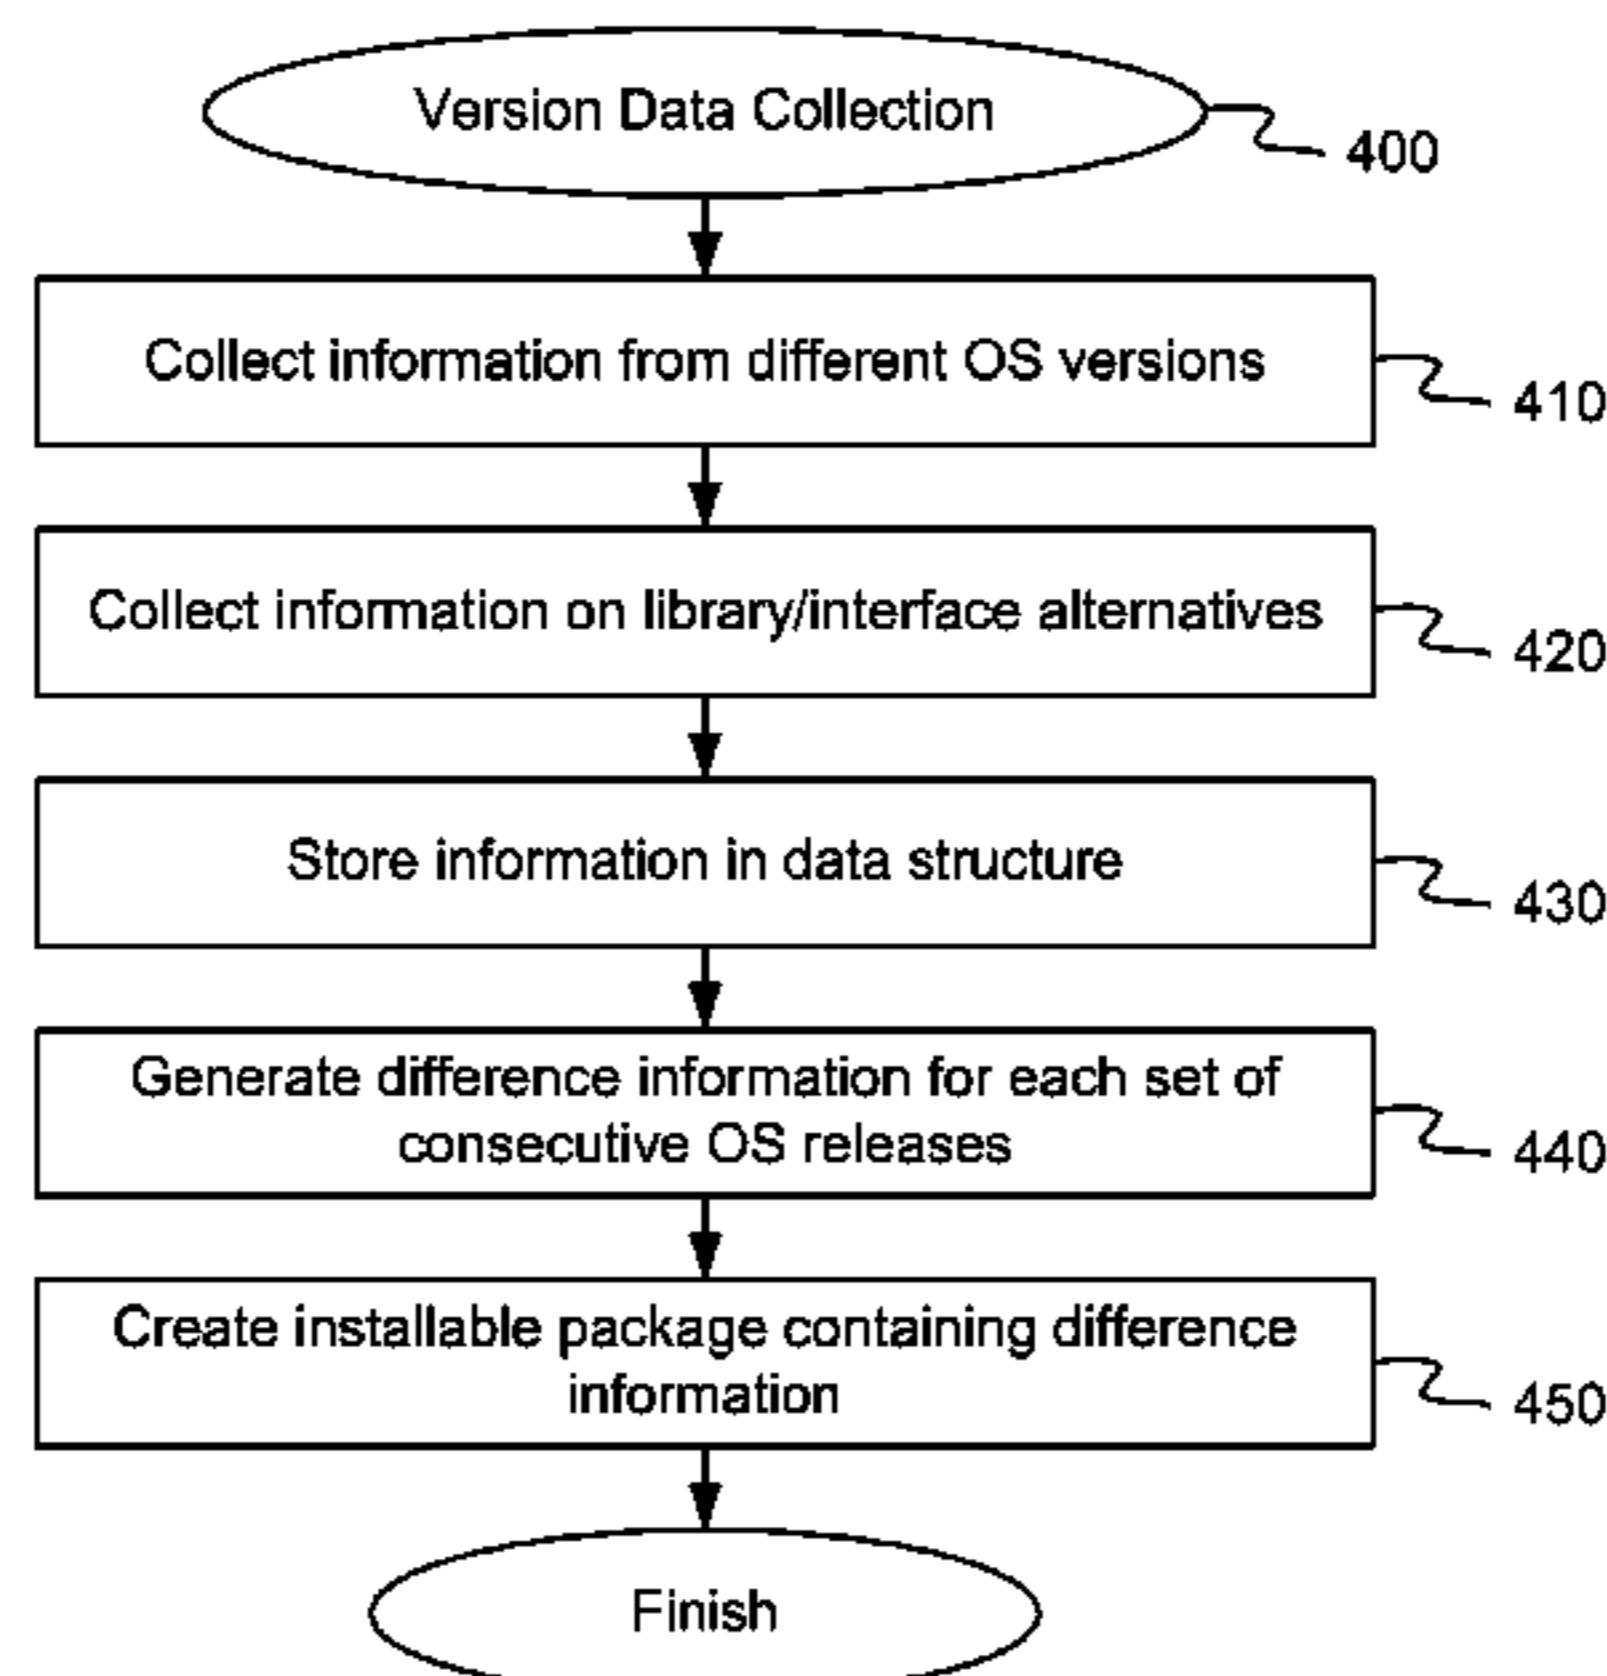 Version Data Collection
400
Collect information from different OS versions
410
Collect information on library/interface alternatives
420
Store information in data structure
430
Generate difference information for each set of
consecutive OS releases
440
Create installable package containing difference
information
450
Finish